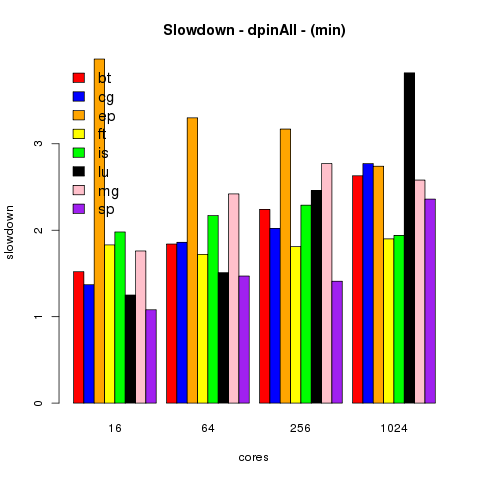 Slowdown - dpinAll - (min)
bt
cg
ep
ft
is
lu
mg
sp
slowdown
3
2
1
0
16 64 256 1024
cores